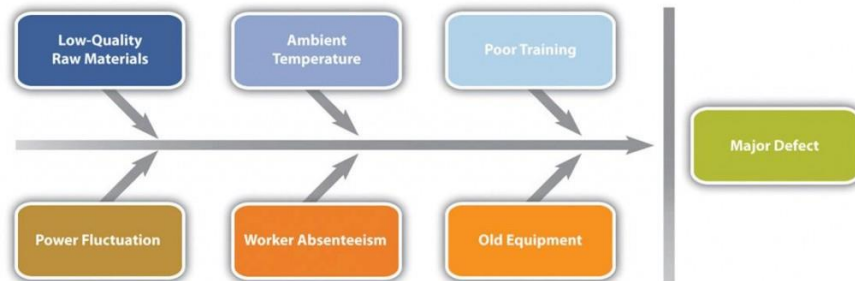 Low-Quality
Raw Materials
Ambient
Temperature
Poor Training
Major Defect
Power Fluctuation
Worker Absenteeism
Old Equipment